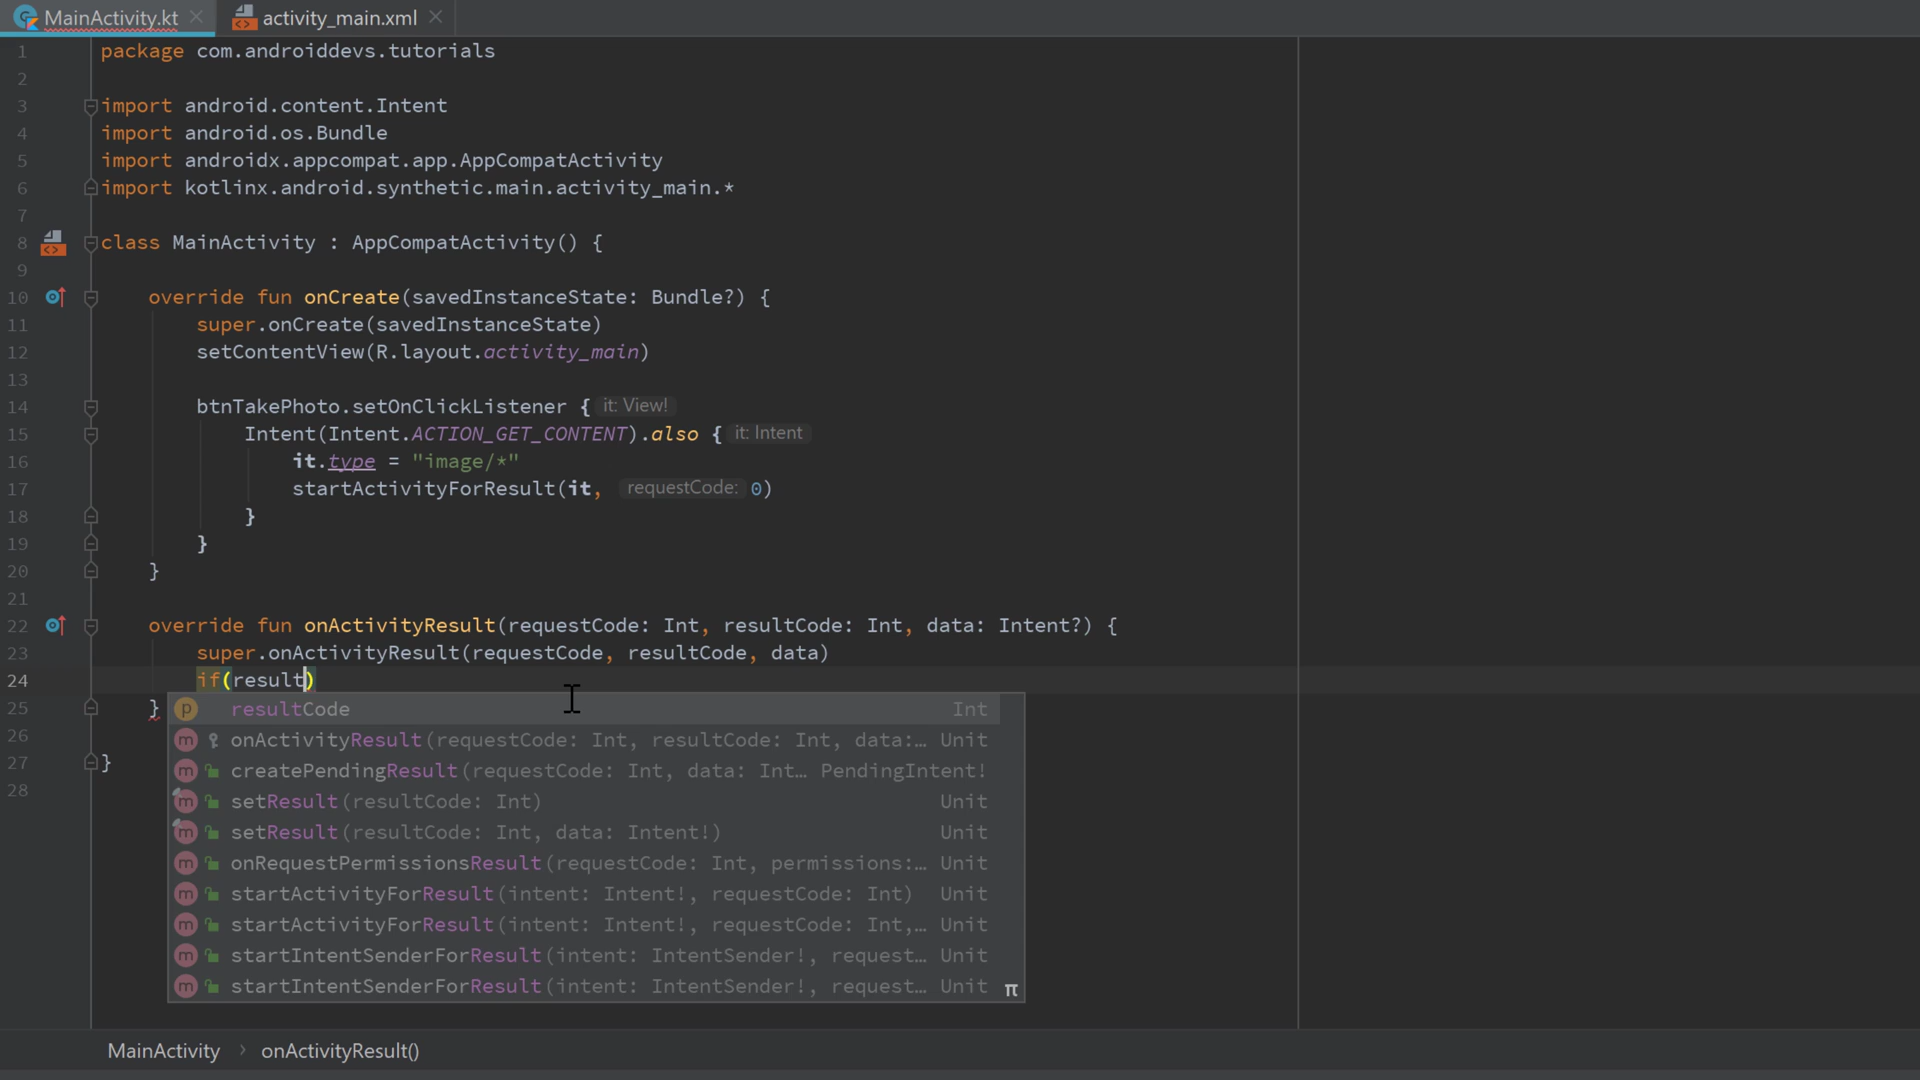 MainActivity.kt activity_main.xml
1 package com.androiddevs.tutorials
2
3 import android.content.Intent
4 import android.os.Bundle
5 import androidx.appcompat.app.AppCompatActivity
6 import kotlinx.android.synthetic.main.activity_main.*
7
8 class MainActivity : AppCompatActivity() {
9
10 override fun onCreate(savedInstanceState: Bundle?) {
11 super.onCreate(savedInstanceState)
12 setContentView(R.layout.activity_main)
13
14 btnTakePhoto.setOnClickListener { it: View!
15 Intent(Intent.ACTION_GET_CONTENT).also { it: Intent
16 it.type = "image/*"
17 startActivityForResult(it, requestCode: 0)
18 }
19 }
20 }
21
22 override fun onActivityResult(requestCode: Int, resultCode: Int, data: Intent?) {
23 super.onActivityResult(requestCode, resultCode, data)
24 if(result)
25 } p resultCode Int
26 m onActivityResult(requestCode: Int, resultCode: Int, data:… Unit
27 } m createPendingResult(requestCode: Int, data: Int… PendingIntent!
28 m setResult(resultCode: Int) Unit
m setResult(resultCode: Int, data: Intent!) Unit
m onRequestPermissionsResult(requestCode: Int, permissions:… Unit
m startActivityForResult(intent: Intent!, requestCode: Int) Unit
m startActivityForResult(intent: Intent!, requestCode: Int,… Unit
m startIntentSenderForResult(intent: IntentSender!, request… Unit
m startIntentSenderForResult(intent: IntentSender!, request… Unit π
MainActivity › onActivityResult()